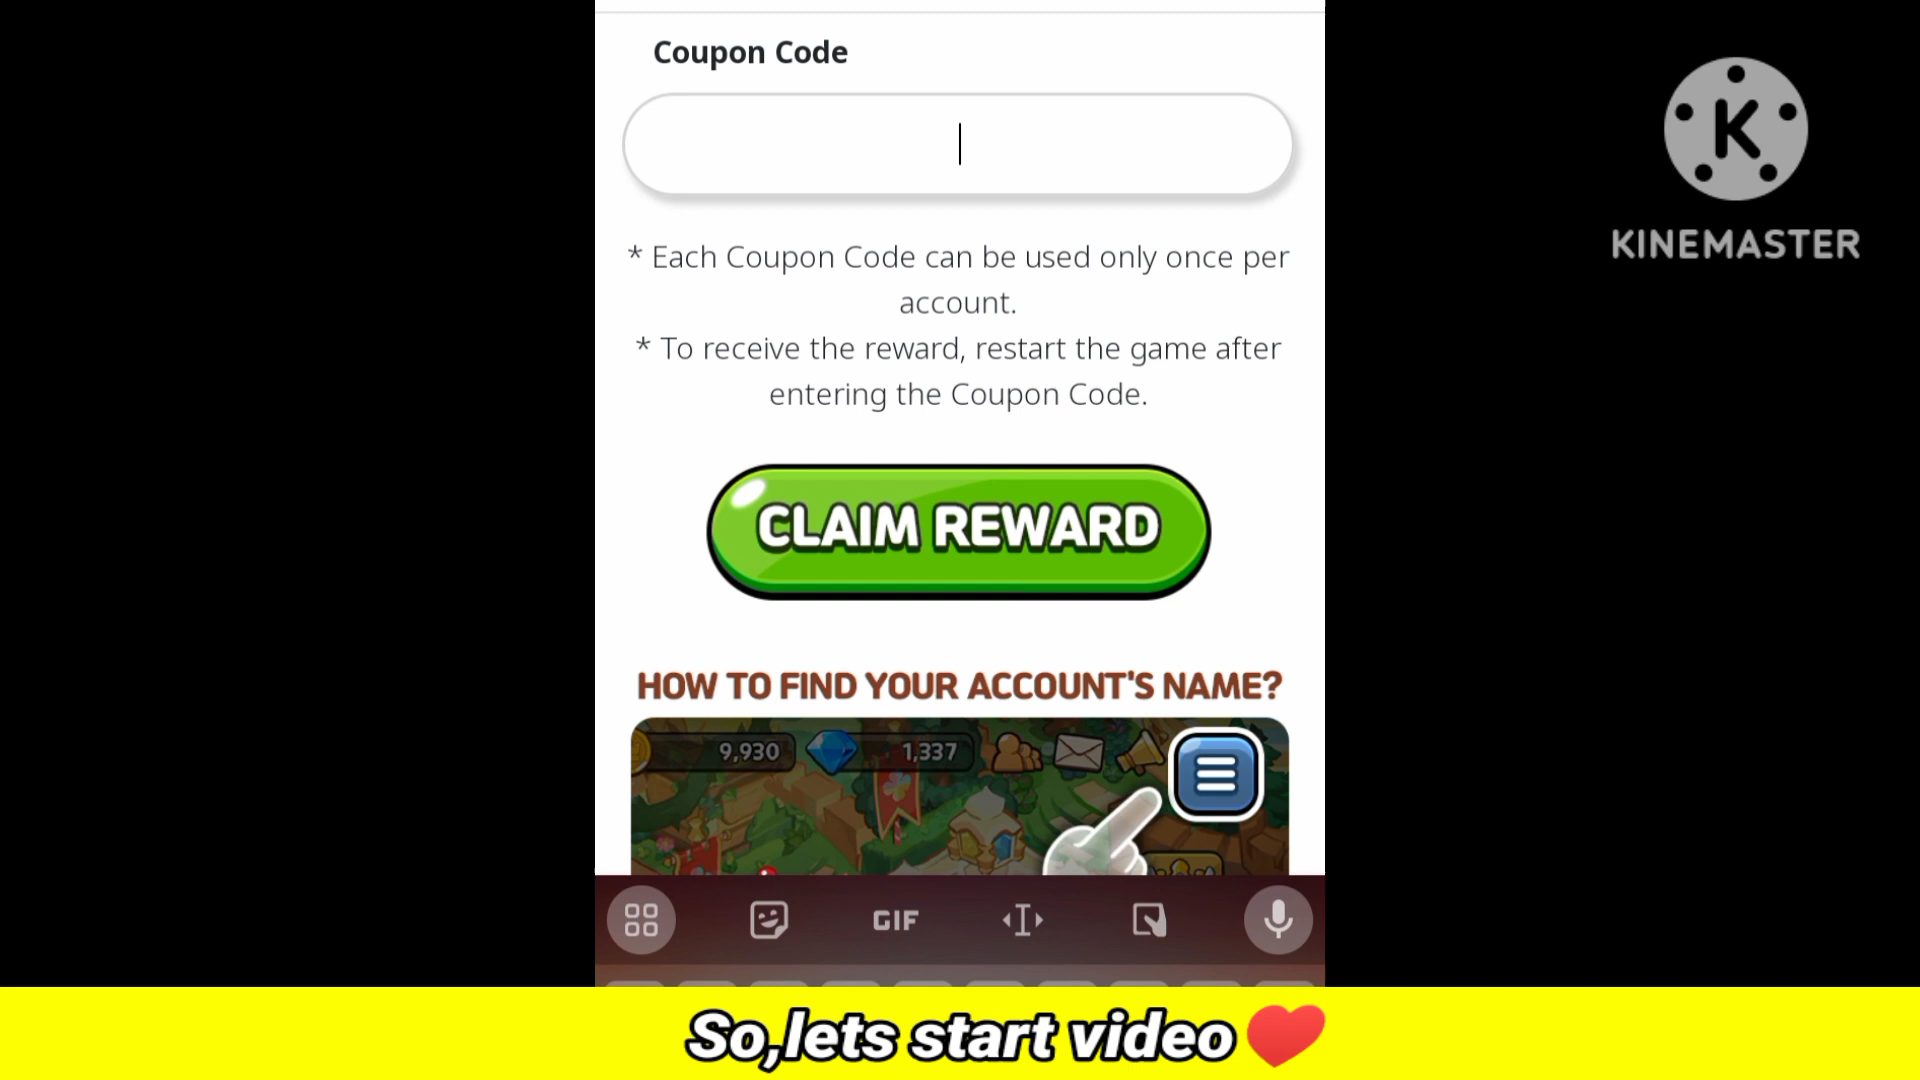 Coupon Code
KINEMASTER
* Each Coupon Code can be used only once per
account.
* To receive the reward, restart the game after
entering the Coupon Code.
CLAIM REWARD
HOW TO FIND YOUR ACCOUNT'S NAME?
9,930 1,337
GIF
So,lets start video